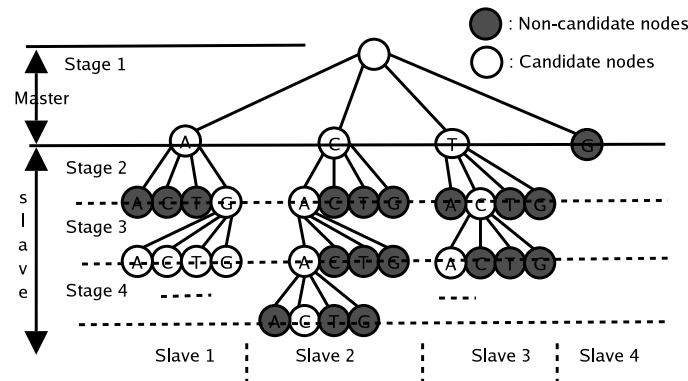 : Non-candidate nodes
: Candidate nodes
Stage 1
Master
A C T G
Stage 2
A C T G A C T G A C T G
Stage 3
A C T G A C T G A C T G
Stage 4
A C T G
slave
Slave 1 Slave 2 Slave 3 Slave 4